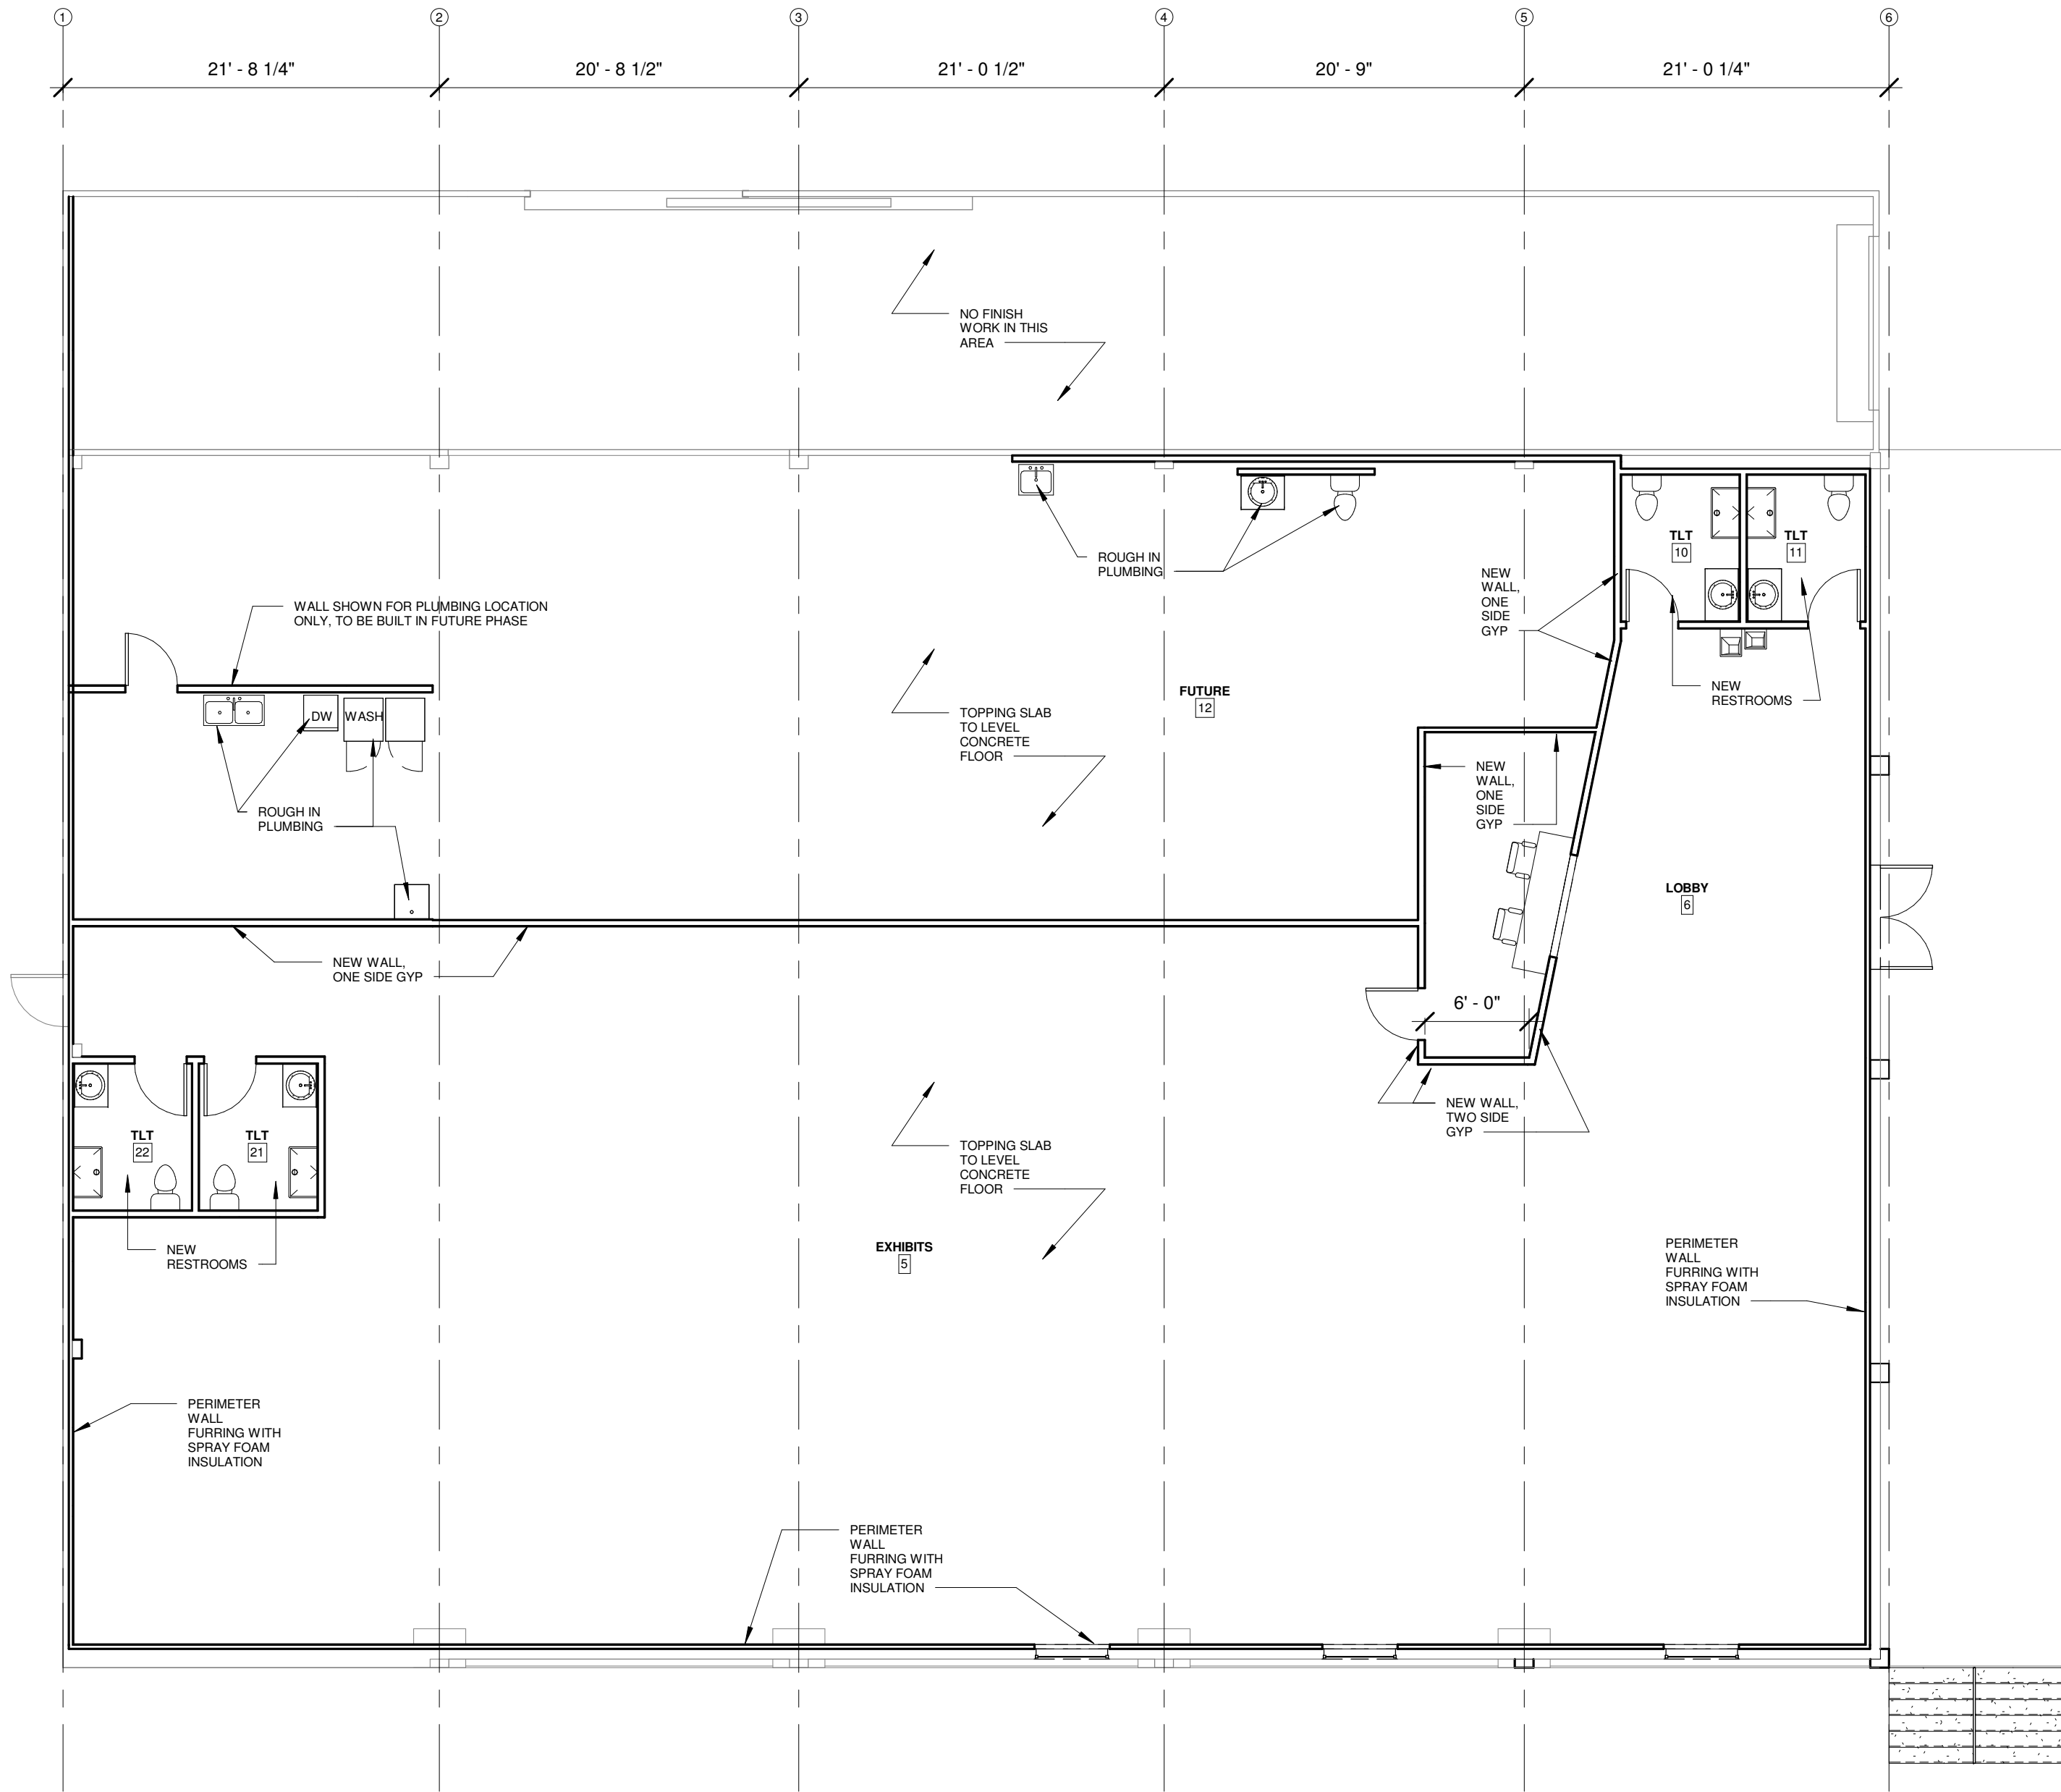 1
2
3
4
5
6
21' - 8 1/4"
20' - 8 1/2"
21' - 0 1/2"
20' - 9"
21' - 0 1/4"
NO FINISH
WORK IN THIS
AREA
ROUGH IN
PLUMBING
TLT
10
TLT
11
NEW
WALL,
ONE
SIDE
GYP
WALL SHOWN FOR PLUMBING LOCATION
ONLY, TO BE BUILT IN FUTURE PHASE
NEW
RESTROOMS
FUTURE
12
DW
WASH
TOPPING SLAB
TO LEVEL
CONCRETE
FLOOR
NEW
WALL,
ONE
SIDE
GYP
ROUGH IN
PLUMBING
LOBBY
6
NEW WALL,
ONE SIDE GYP
6' - 0"
NEW WALL,
TWO SIDE
GYP
TLT
22
TLT
21
TOPPING SLAB
TO LEVEL
CONCRETE
FLOOR
NEW
RESTROOMS
EXHIBITS
5
PERIMETER
WALL
FURRING WITH
SPRAY FOAM
INSULATION
PERIMETER
WALL
FURRING WITH
SPRAY FOAM
INSULATION
PERIMETER
WALL
FURRING WITH
SPRAY FOAM
INSULATION